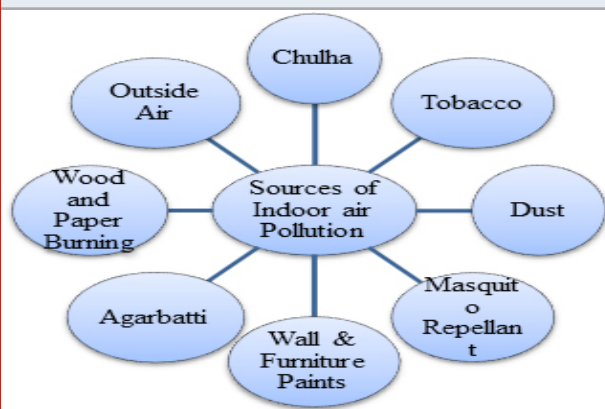 Chulha
Outside
Air
Tobacco
Wood
and
Paper
Burning
Sources of
Indoor air
Pollution
Dust
Agarbatti
Masquit
o
Repellan
t
Wall &
Furniture
Paints